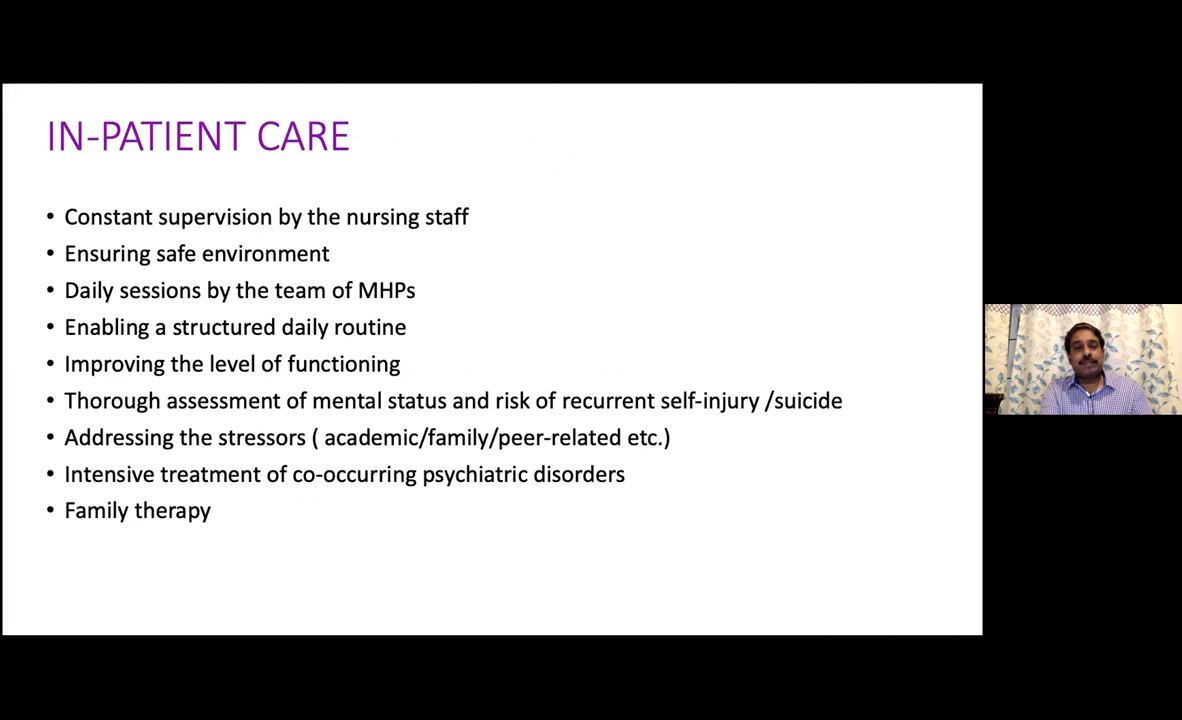 IN-PATIENT CARE
• Constant supervision by the nursing staff
• Ensuring safe environment
• Daily sessions by the team of MHPs
• Enabling a structured daily routine
• Improving the level of functioning
• Thorough assessment of mental status and risk of recurrent self-injury /suicide
• Addressing the stressors ( academic/family/peer-related etc.)
• Intensive treatment of co-occurring psychiatric disorders
• Family therapy